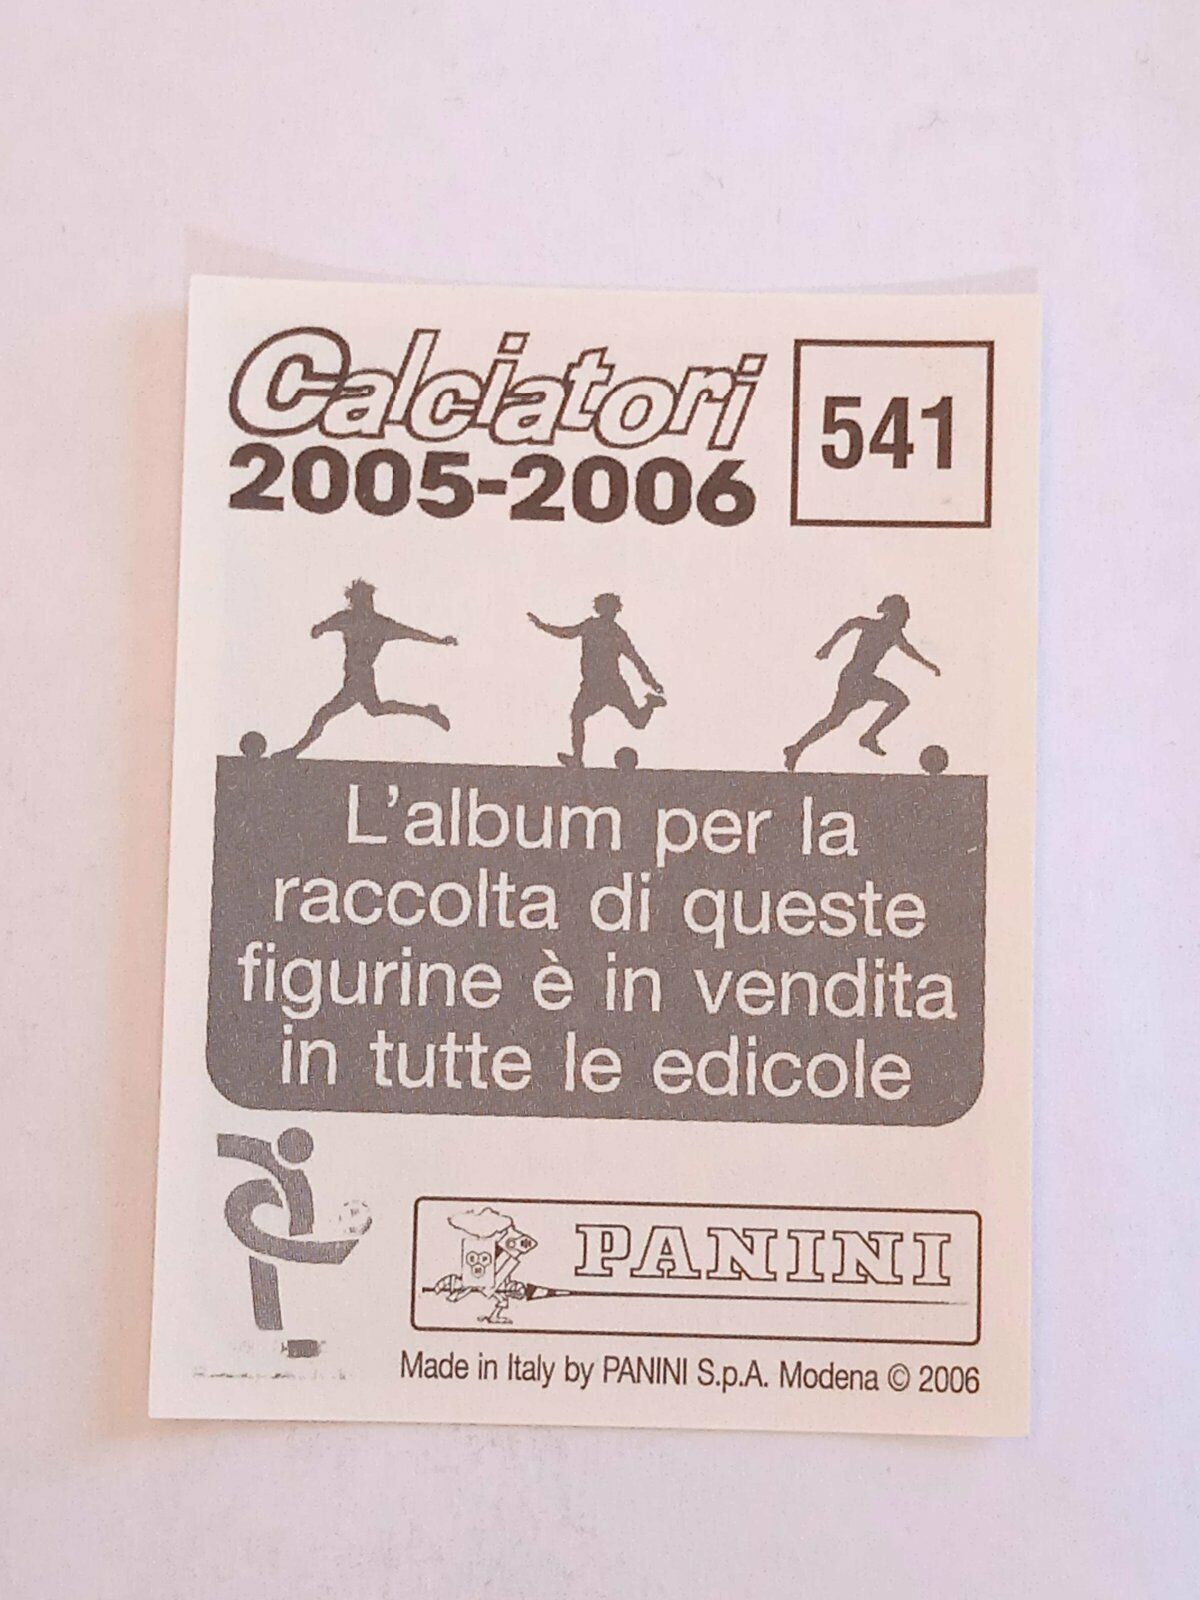 Calciatori
2005-2006
541
L'album per la
raccolta di queste
figurine è in vendita
in tutte le edicole
PANINI
Made in Italy by PANINI S.p.A. Modena © 2006